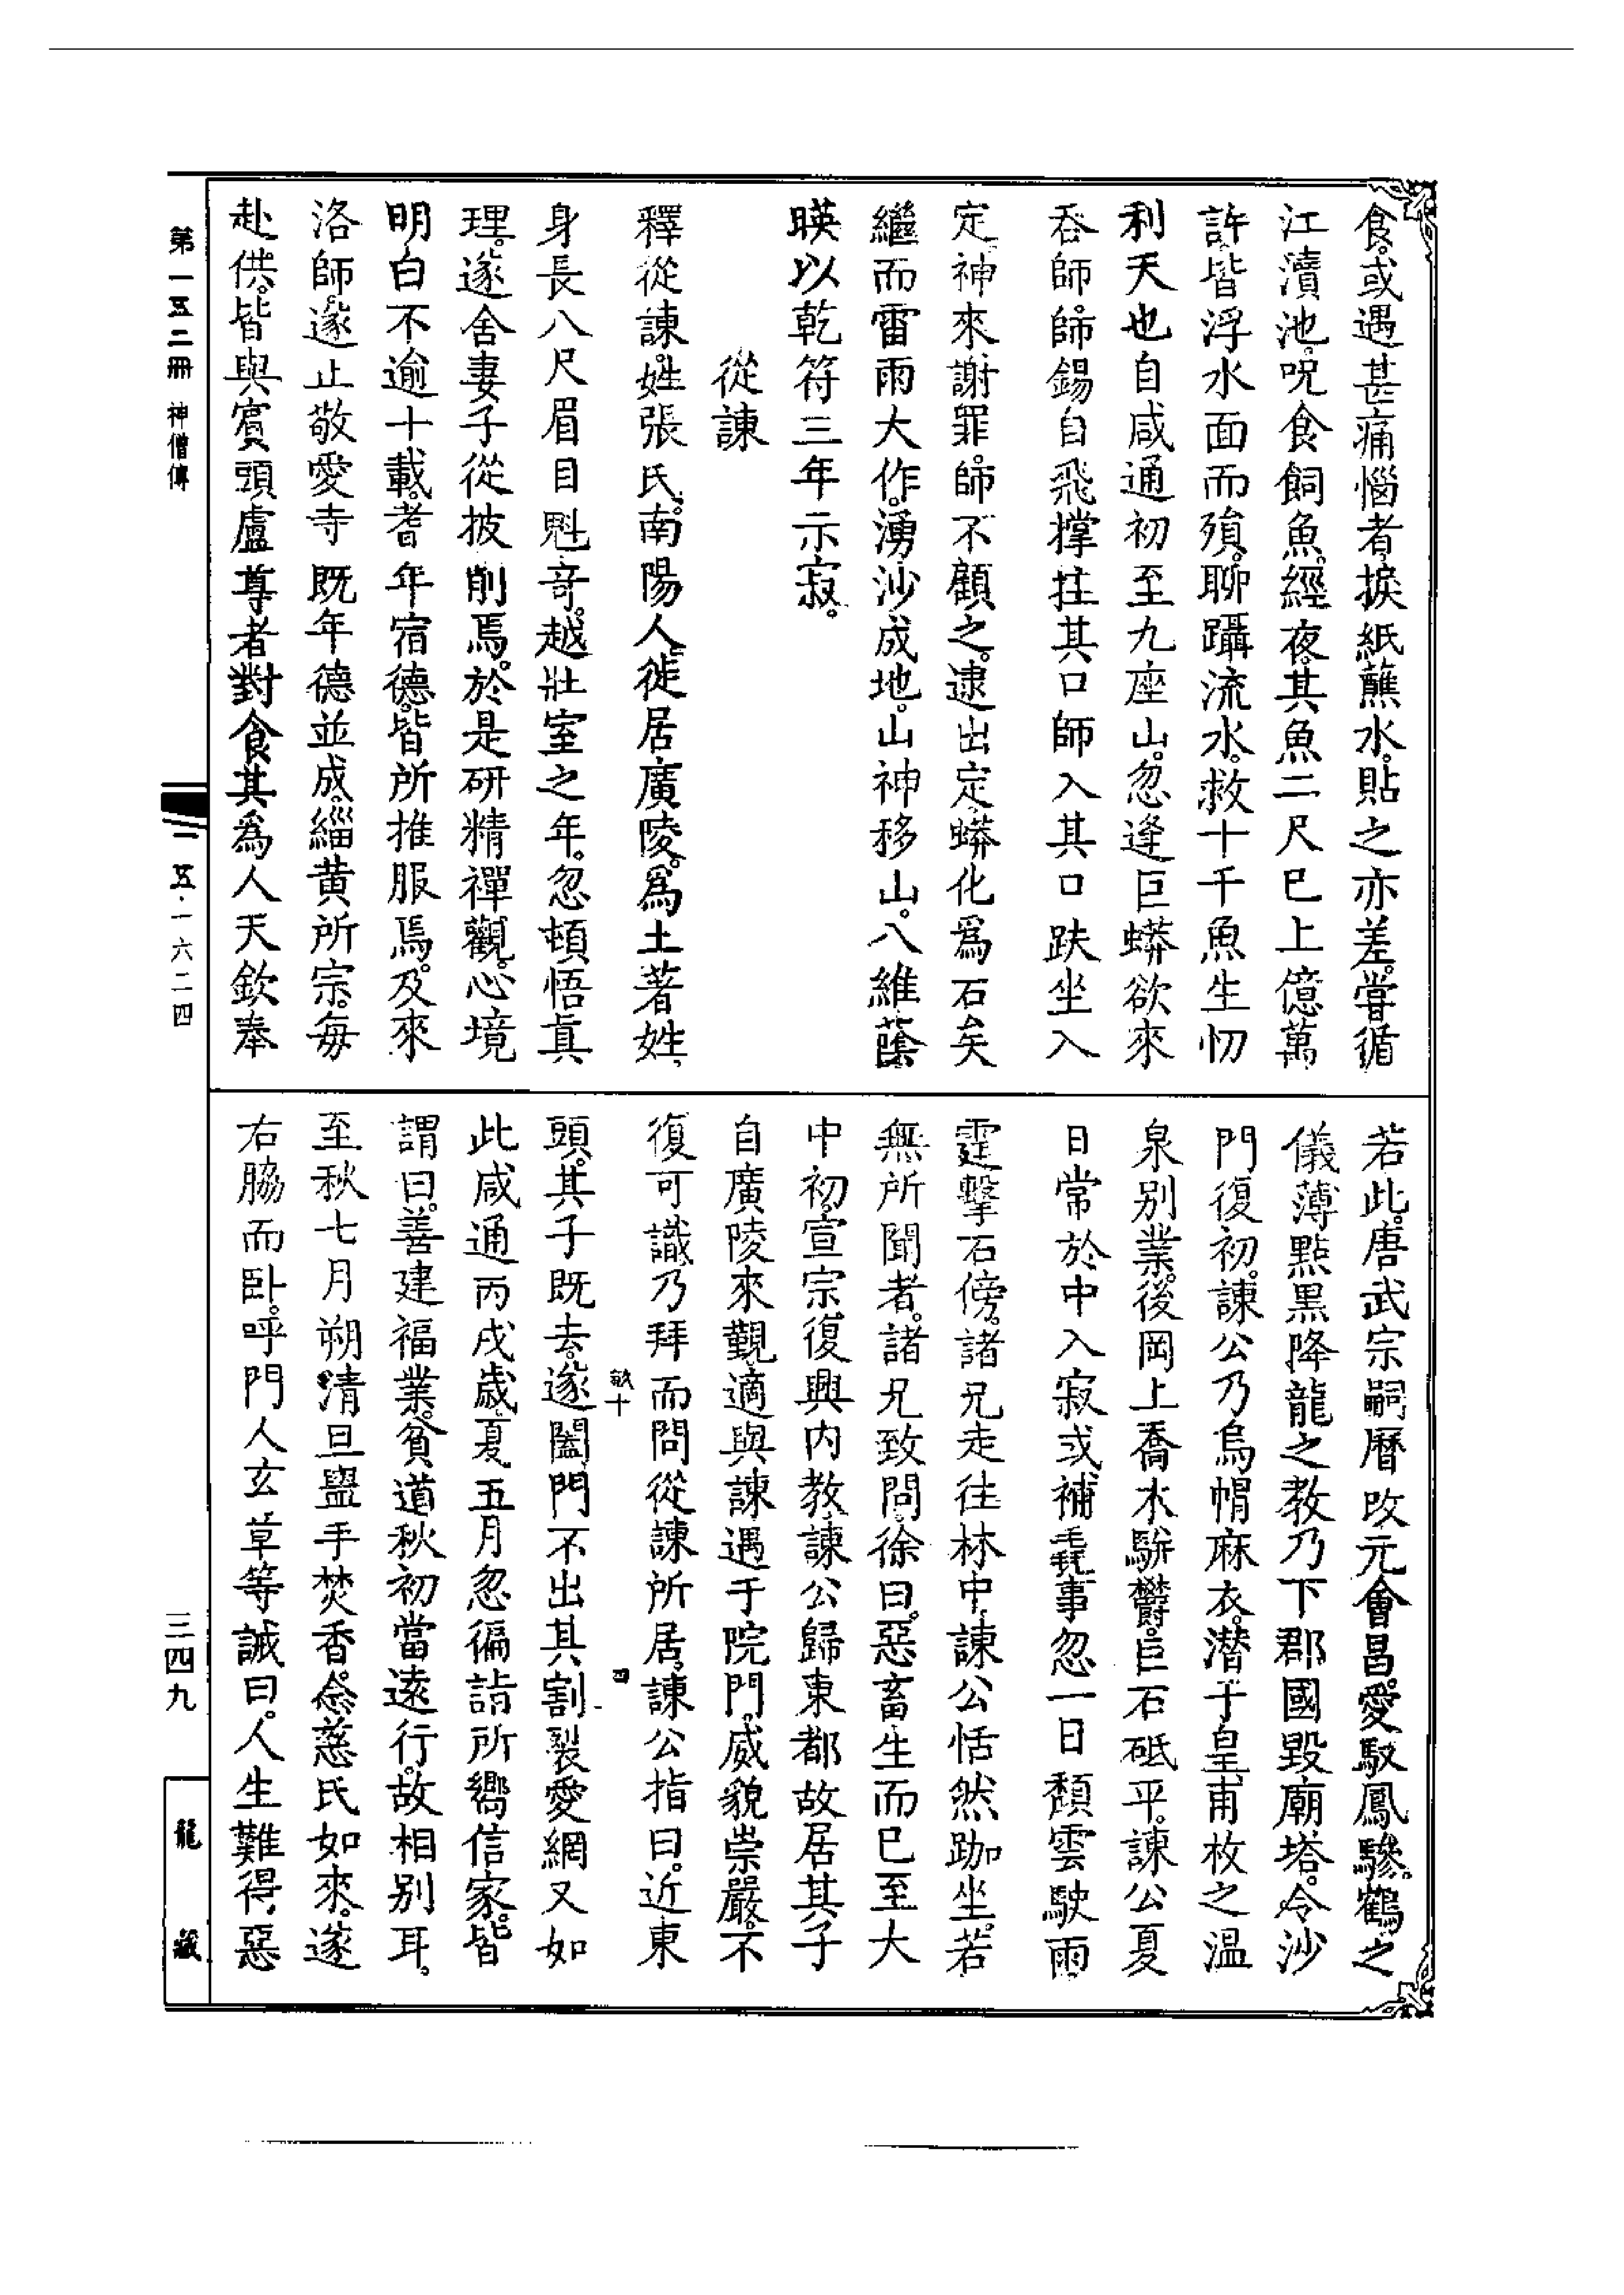 食。或遇甚痛惱者。捩紙蘸水。貼之亦差。嘗循
江瀆池。呪食飼魚。經夜。其魚二尺已上億萬
許。皆浮水面而殞。聊躡流水。救十千魚生忉
利天也自咸通初至九座山。忽逢巨蟒欲來
吞師。師錫自飛撑拄其口師入其口趺坐入
定。神來謝罪。師不顧之。逮出定蟒化爲石矣
繼而雷雨大作。湧沙成地。山神移山。八維蔭
暎以乾符三年示寂。
從諫
釋從諫。姓張氏。南陽人。徙居廣陵。爲土著姓。
身長八尺眉目魁奇。越壯室之年。忽頓悟真
理。遂舍妻子從披削焉。於是研精禪觀。心境
明白不逾十載。耆年宿德。皆所推服焉。及來
洛師。遂止敬愛寺既年德並成。緇黄所宗。每
赴供。皆與賓頭盧尊者對食其爲人天欽奉
若此。唐武宗嗣曆改元會昌。愛馭鳳驂。鶴之
儀薄點黒降龍之教乃下郡國毀廟塔。令沙
門復初。諫公乃烏帽麻衣。潜于皇甫枚之温
泉别業。後岡上喬木駢鬱。巨石砥平。諫公夏
日常於中入寂或補毳事忽一日頽雲駛雨。
霆擊石傍。諸兄走往林中。諫公恬然跏坐。若
無所聞者。諸兄致問。徐曰。惡畜生而已至大
中初。宣宗。復興内教。諫公歸東都故居其子
自廣陵來覲。適與諫遇于院門。威貌崇嚴。不
復可識乃拜而問從諫所居。諫公指曰。近東
頭。其子既去。遂闔門不出其割裂愛網又如
此咸通丙戌歲。夏五月忽徧詣所嚮信家。皆
謂曰。善建福業。貧道秋初當遠行。故相别耳。
至秋七月朔清旦盥手焚香。念慈氏如來。遂
右脇而卧。呼門人玄章等誡曰。人生難得。惡
十
四
第一五二冊 神僧傳
一五·一六二四
三四九
龍藏